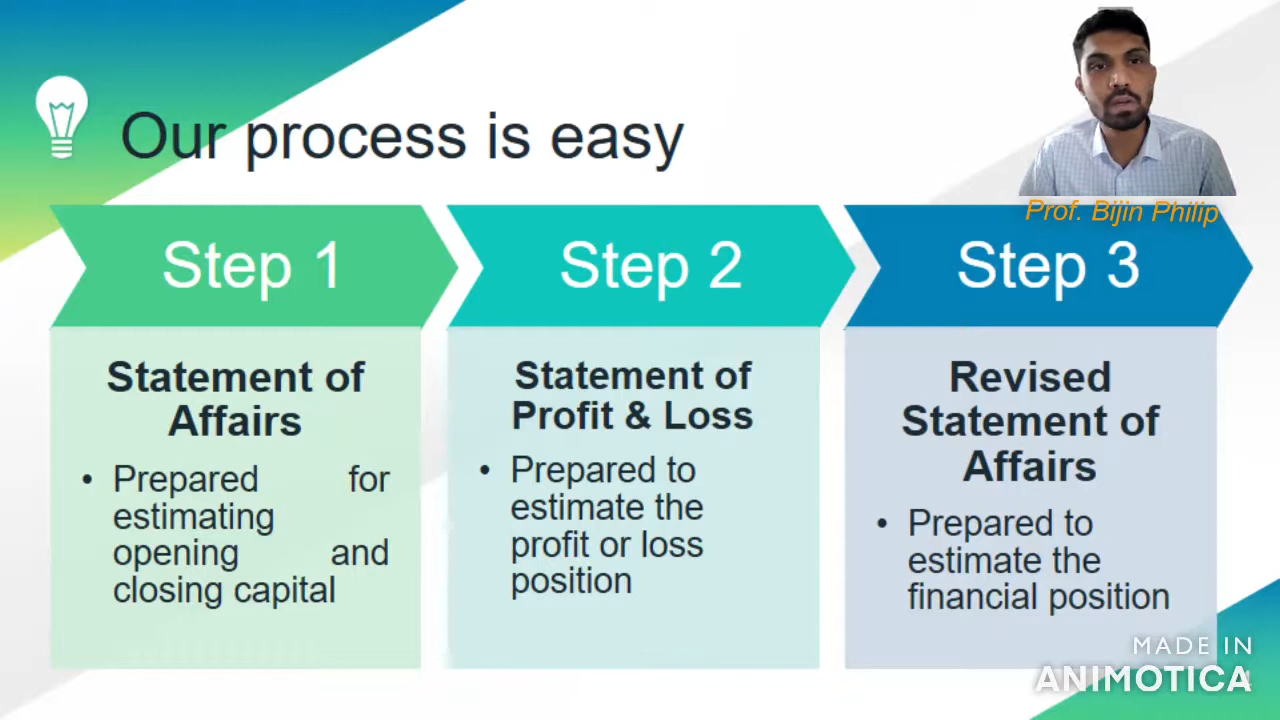 Our process is easy
Prof. Bijin Philip
Step 1
Step 2
Step 3
Statement of
Affairs
• Prepared for
estimating
opening and
closing capital
Statement of
Profit & Loss
• Prepared to
estimate the
profit or loss
position
Revised
Statement of
Affairs
• Prepared to
estimate the
financial position
MADE IN
ANIMOTICA